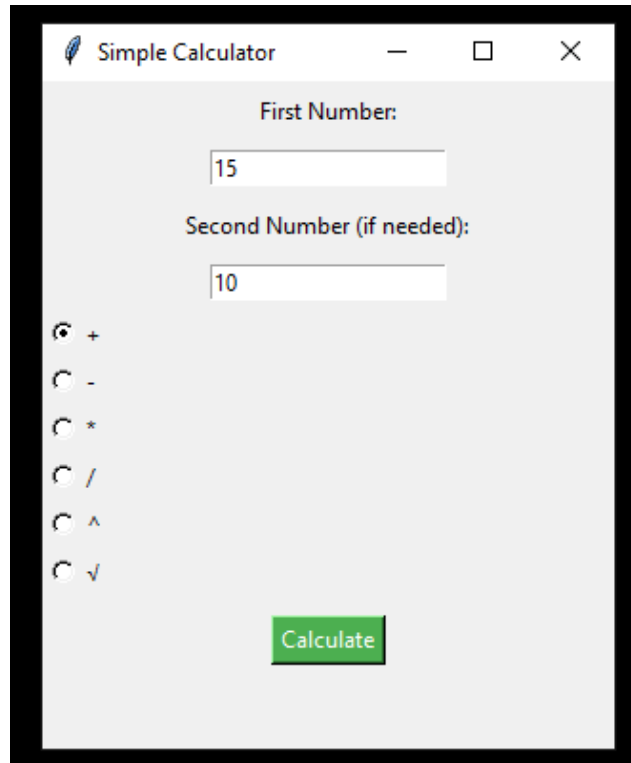 Simple Calculator
First Number:
15
Second Number (if needed):
10
+
-
*
/
^
√
Calculate